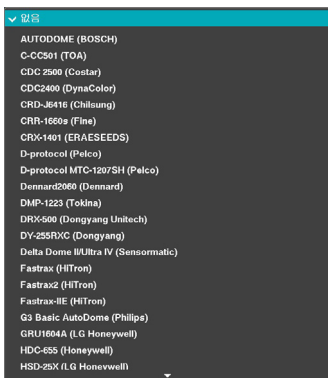 없음
AUTODOME (BOSCH)
C-CC501 (TOA)
CDC 2500 (Costar)
CDC2400 (DynaColor)
CRD-J6416 (Chilsung)
CRR-1660s (Fine)
CRX-1401 (ERAESEEDS)
D-protocol (Pelco)
D-protocol MTC-1207SH (Pelco)
Dennard2060 (Dennard)
DMP-1223 (Tokina)
DRX-500 (Dongyang Unitech)
DY-255RXC (Dongyang)
Delta Dome II/Ultra IV (Sensormatic)
Fastrax (HiTron)
Fastrax2 (HiTron)
Fastrax-IIE (HiTron)
G3 Basic AutoDome (Philips)
GRU1604A (LG Honeywell)
HDC-655 (Honeywell)
HSD-25X (LG Honeywell)